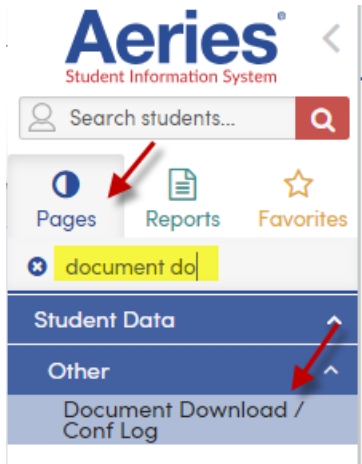 Aeries®
Student Information System
Search students...
Pages
Reports
Favorites
document do
Student Data
Other
Document Download /
Conf Log